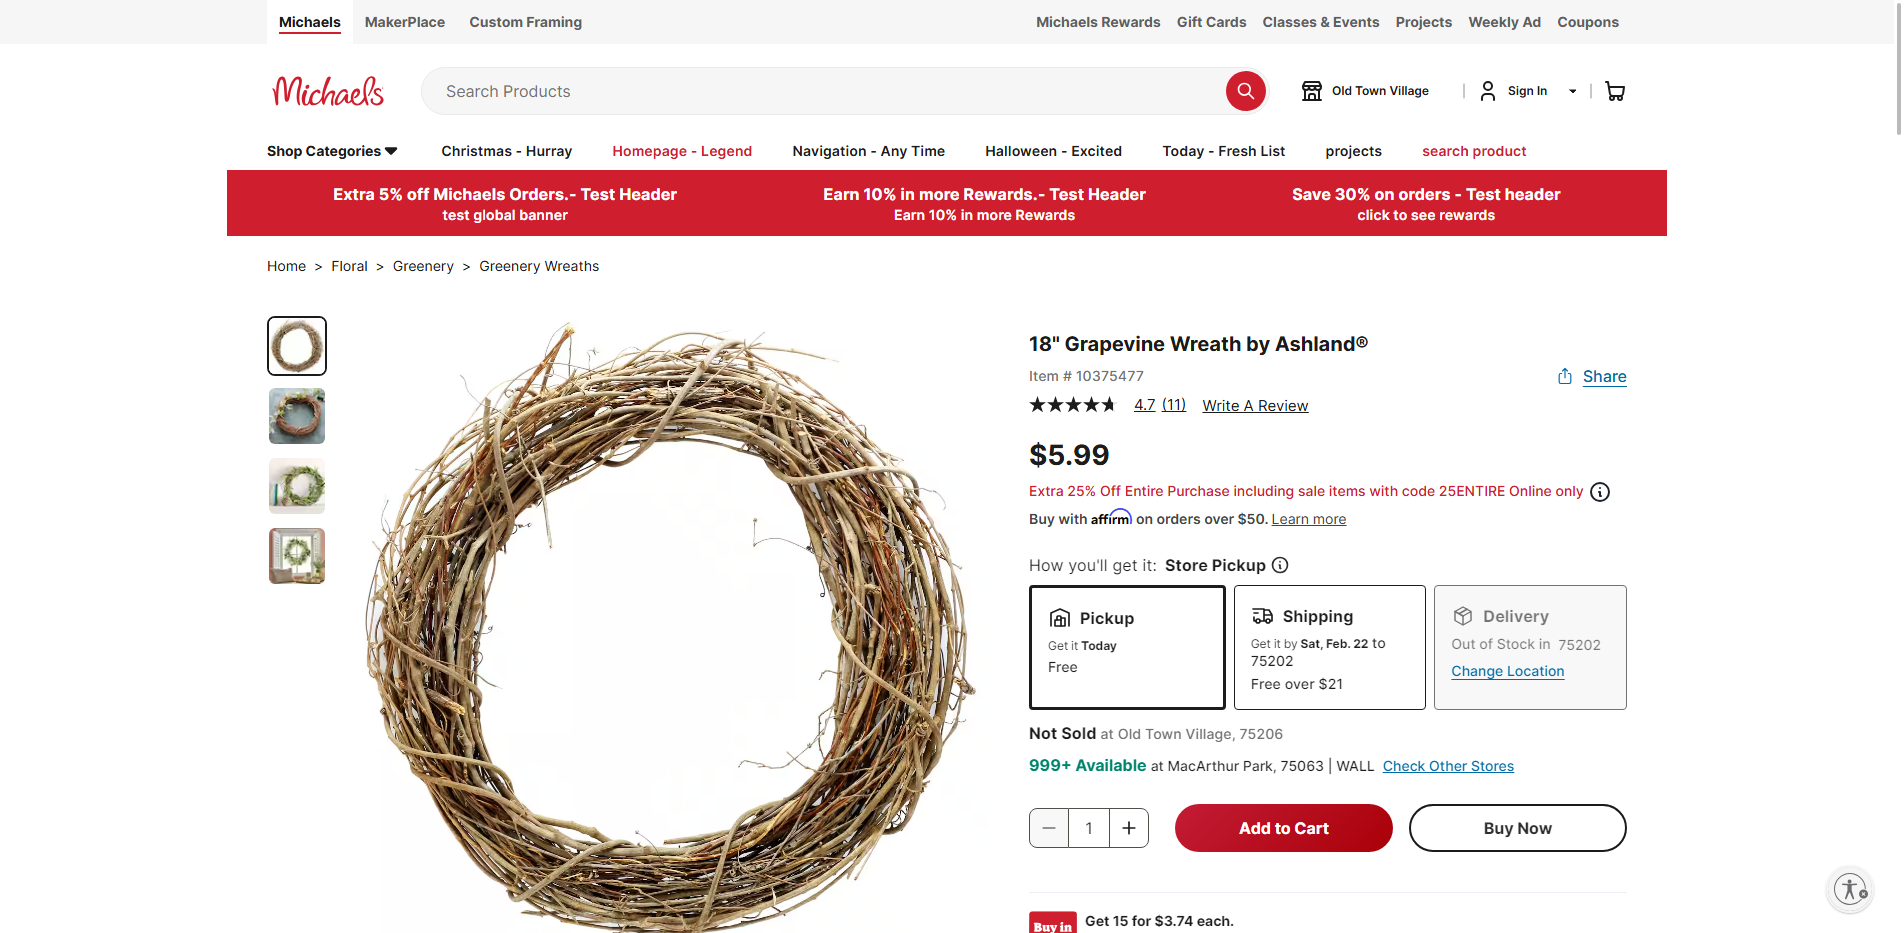 Michaels MakerPlace Custom Framing Michaels Rewards Gift Cards Classes & Events Projects Weekly Ad Coupons
Michaels Search Products Old Town Village | Sign In |
Shop Categories Christmas - Hurray Homepage - Legend Navigation - Any Time Halloween - Excited Today - Fresh List projects search product
Extra 5% off Michaels Orders.- Test Header Earn 10% in more Rewards.- Test Header Save 30% on orders - Test header
test global banner Earn 10% in more Rewards click to see rewards
Home > Floral > Greenery > Greenery Wreaths
18" Grapevine Wreath by Ashland®
Item # 10375477
Share
4.7 (11) Write A Review
$5.99
Extra 25% Off Entire Purchase including sale items with code 25ENTIRE Online only
Buy with affirm on orders over $50. Learn more
How you'll get it: Store Pickup
Pickup
Get it Today
Free
Shipping
Get it by Sat, Feb. 22 to
75202
Free over $21
Delivery
Out of Stock in 75202
Change Location
Not Sold at Old Town Village, 75206
999+ Available at MacArthur Park, 75063 | WALL Check Other Stores
1 Add to Cart Buy Now
Buy in Get 15 for $3.74 each.